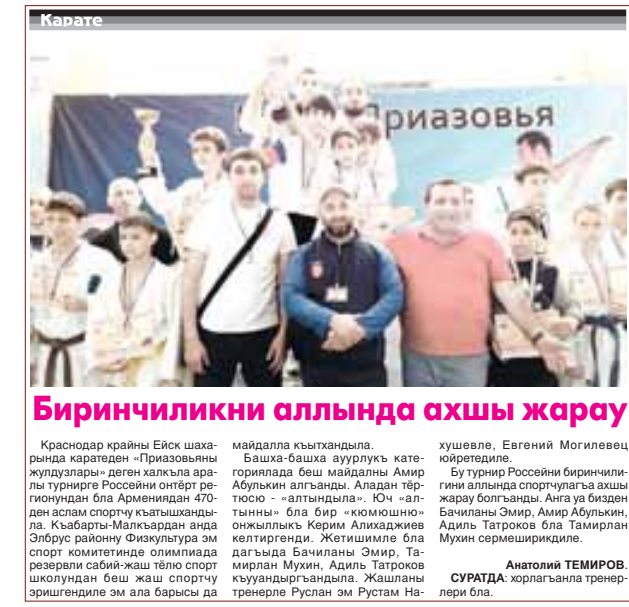 Карате
Приазовья
Биринчиликни аллында ахшы жарау
Краснодар крайны Ейск шаха-
рында каратеден «Приазовьяны
жулдузлары» деген халкъла ара-
лы турнирге Россейни онтёрт ре-
гионундан бла Армениядан 470-
ден аслам спортчу къатышханды-
ла. Къабарты-Малкъардан анда
Элбрус районну Физкультура эм
спорт комитетинде олимпиада
резервли сабий-жаш тёлю спорт
школундан беш жаш спортчу
эришгендиле эм ала барысы да
майдалла къытхандыла.
Башха-башха ауурлукъ кате-
гориялада беш майдалны Амир
Абулькин алгъанды. Аладан тёр-
тюсю - «алтындыла». Юч «ал-
тынны» бла бир «кюмюшню»
онжыллыкъ Керим Алихаджиев
келтиргенди. Жетишимле бла
дагъыда Бачиланы Эмир, Та-
мирлан Мухин, Адиль Татроков
къууандыргъандыла. Жашланы
тренерле Руслан эм Рустам На-
хушевле, Евгений Могилевец
юйретедиле.
Бу турнир Россейни биринчили-
гини аллында спортчулагъа ахшы
жарау болгъанды. Анга уа бизден
Бачиланы Эмир, Амир Абулькин,
Адиль Татроков бла Тамирлан
Мухин сермеширикдиле.
Анатолий ТЕМИРОВ.
СУРАТДА: хорлагъанла тренер-
лери бла.